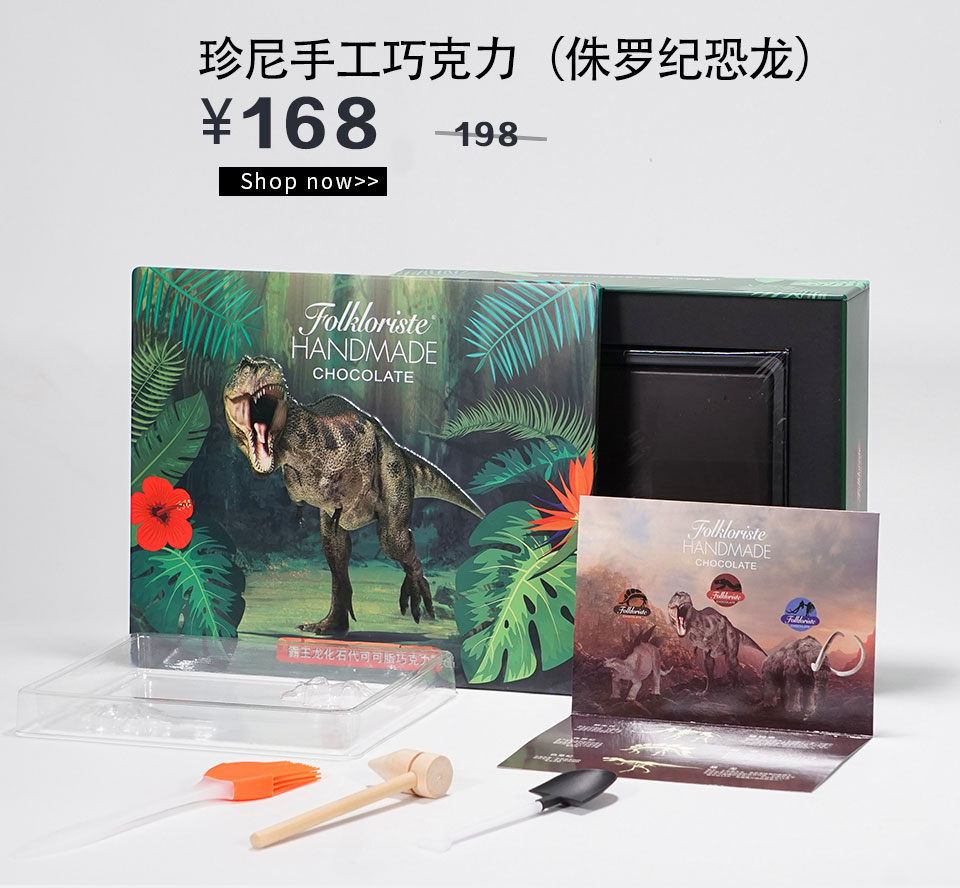 珍尼手工巧克力（侏罗纪恐龙）
¥168
198
Shop now>>
Folkloriste
HANDMADE
CHOCOLATE
霸王龙化石代可可脂巧克力
Folkloriste
HANDMADE
CHOCOLATE
Folkloriste
Folkloriste
CHOCOLATE
Folkloriste